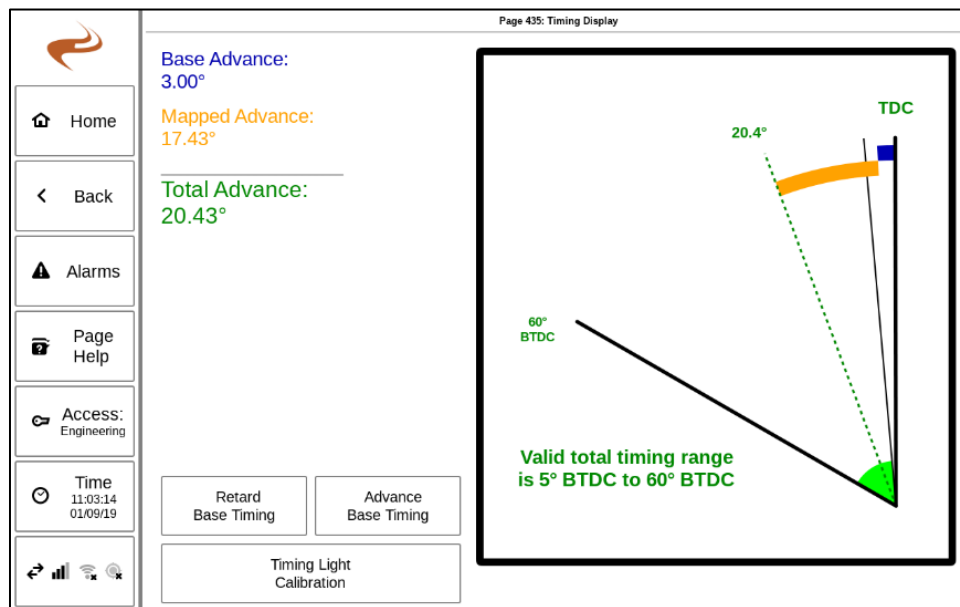 Page 435: Timing Display
Home
Back
Alarms
Page
Help
Access:
Engineering
Time
11:03:14
01/09/19
Base Advance:
3.00°
Mapped Advance:
17.43°
Total Advance:
20.43°
Retard
Base Timing
Advance
Base Timing
Timing Light
Calibration
TDC
20.4°
60°
BTDC
Valid total timing range
is 5° BTDC to 60° BTDC